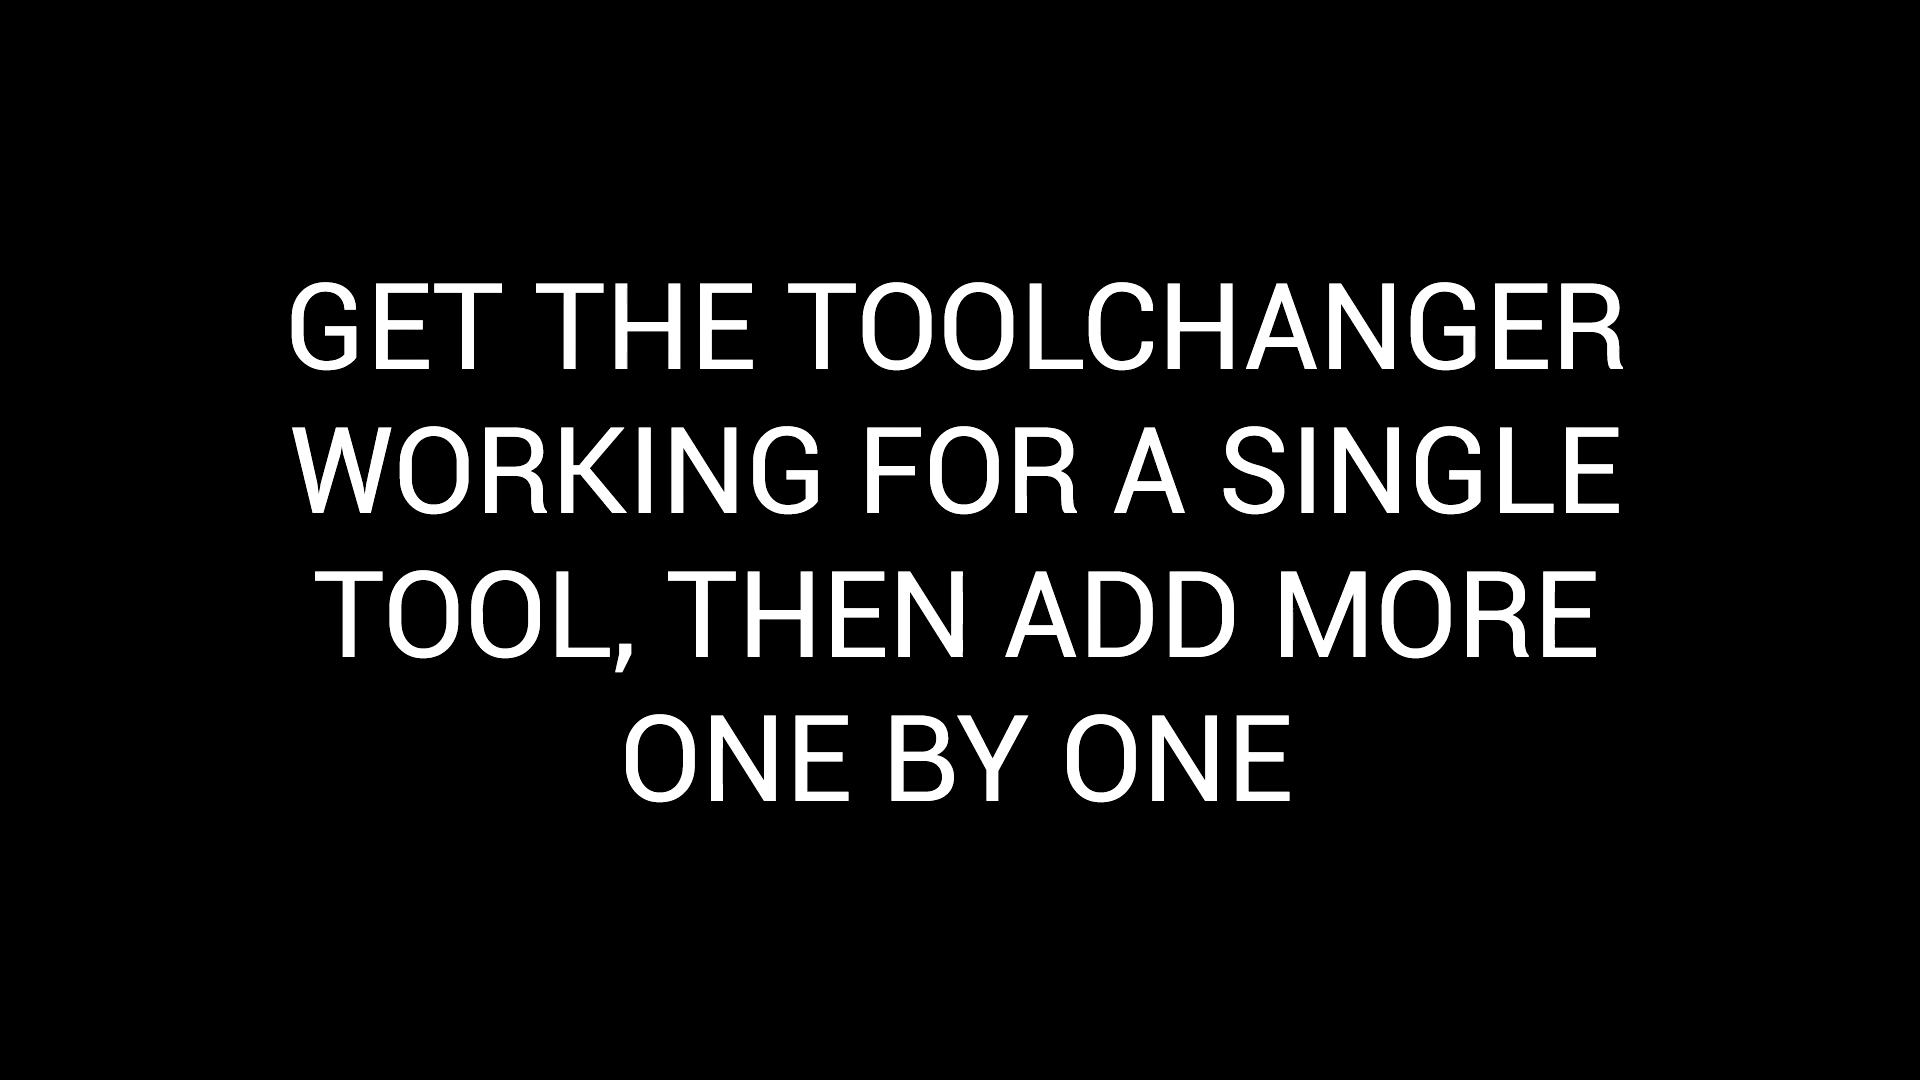 GET THE TOOLCHANGER
WORKING FOR A SINGLE
TOOL, THEN ADD MORE
ONE BY ONE